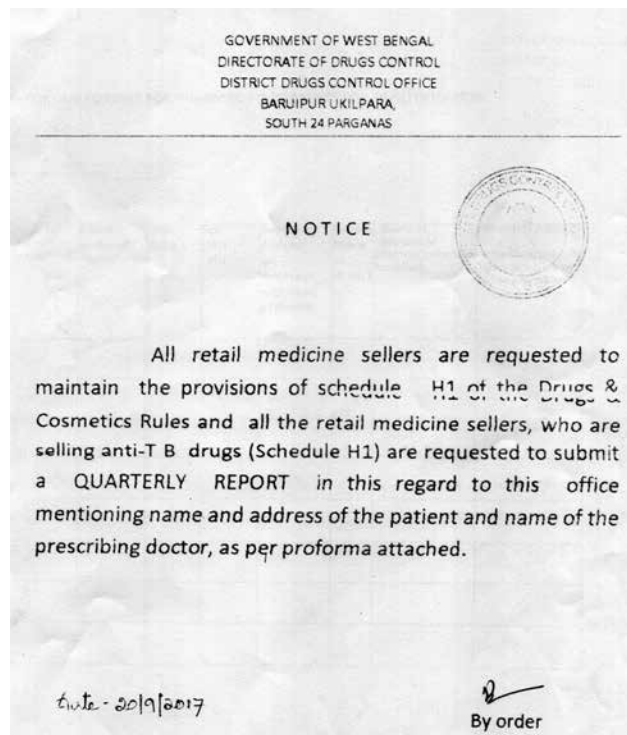 GOVERNMENT OF WEST BENGAL
DIRECTORATE OF DRUGS CONTROL
DISTRICT DRUGS CONTROL OFFICE
BARUIPUR UKILPARA,
SOUTH 24 PARGANAS
NOTICE
DRUGS CONTR
All retail medicine sellers are requested to
maintain the provisions of schedule H1 of the Drugs &
Cosmetics Rules and all the retail medicine sellers, who are
selling anti-T B drugs (Schedule H1) are requested to submit
a QUARTERLY REPORT in this regard to this office
mentioning name and address of the patient and name of the
prescribing doctor, as per proforma attached.
Date - 20/9/2017
By order